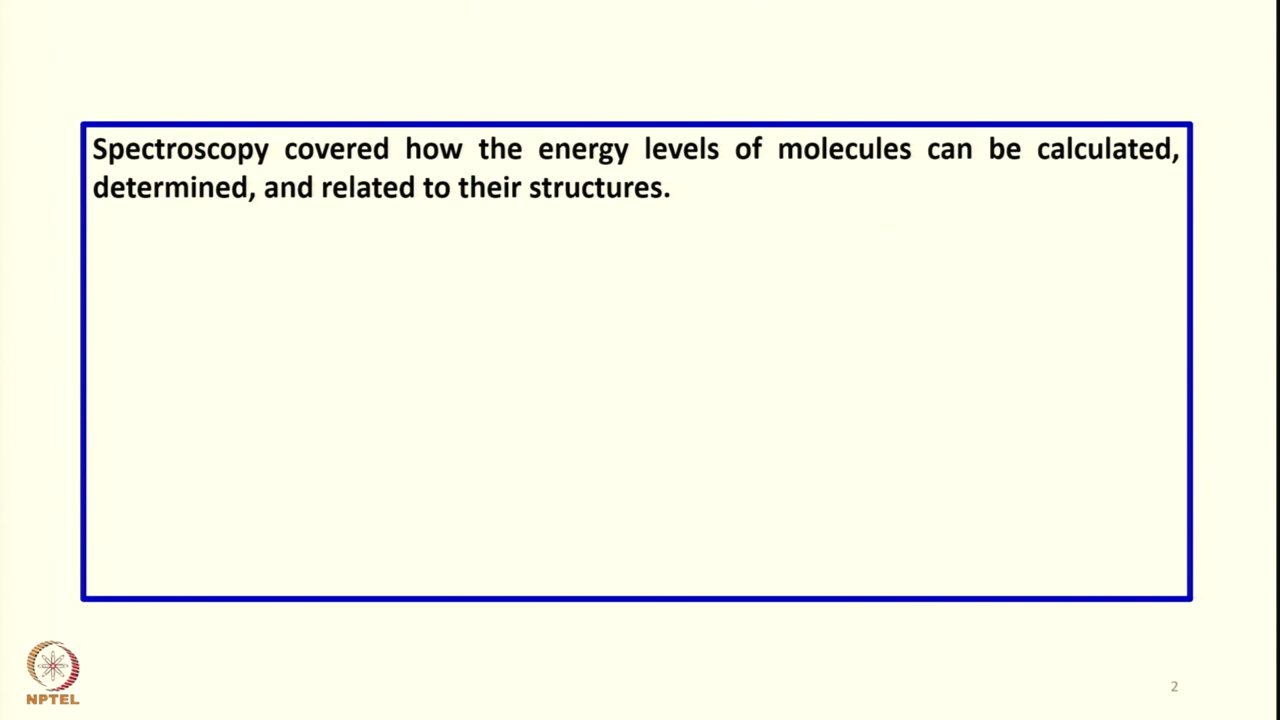 Spectroscopy covered how the energy levels of molecules can be calculated,
determined, and related to their structures.
NPTEL
2